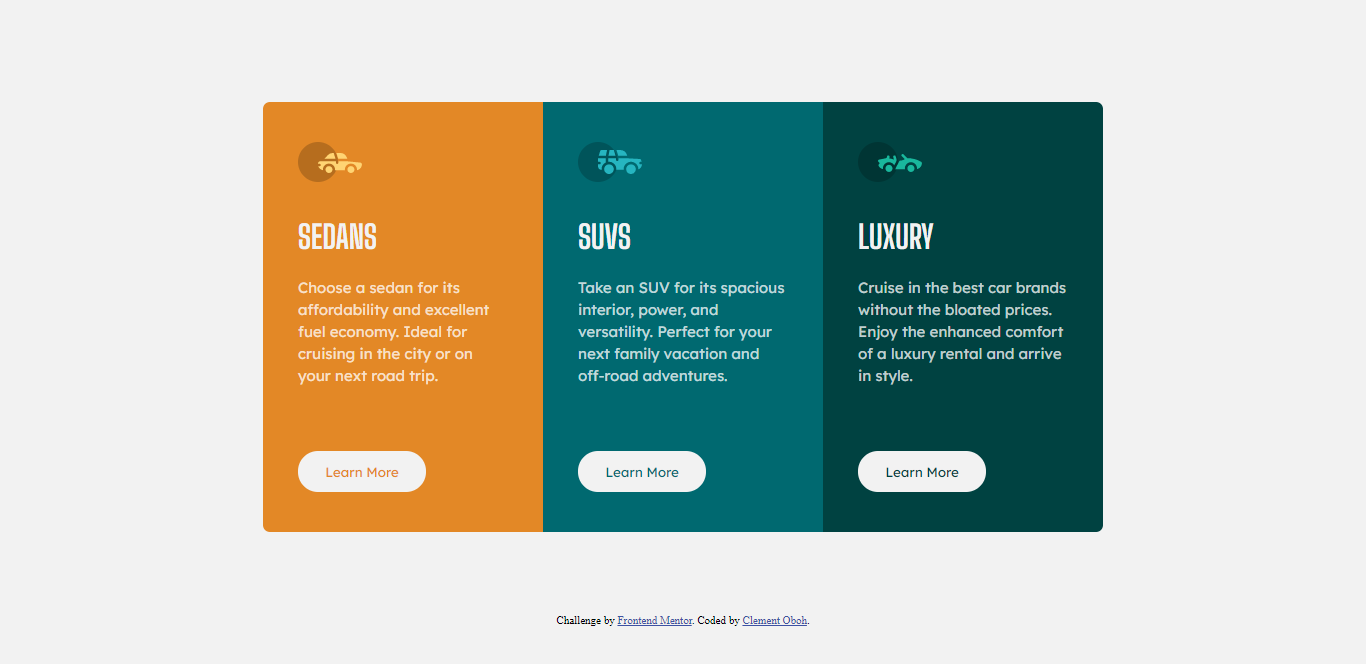 SEDANS
Choose a sedan for its
affordability and excellent
fuel economy. Ideal for
cruising in the city or on
your next road trip.
Learn More
SUVS
Take an SUV for its spacious
interior, power, and
versatility. Perfect for your
next family vacation and
off-road adventures.
Learn More
LUXURY
Cruise in the best car brands
without the bloated prices.
Enjoy the enhanced comfort
of a luxury rental and arrive
in style.
Learn More
Challenge by Frontend Mentor. Coded by Clement Oboh.